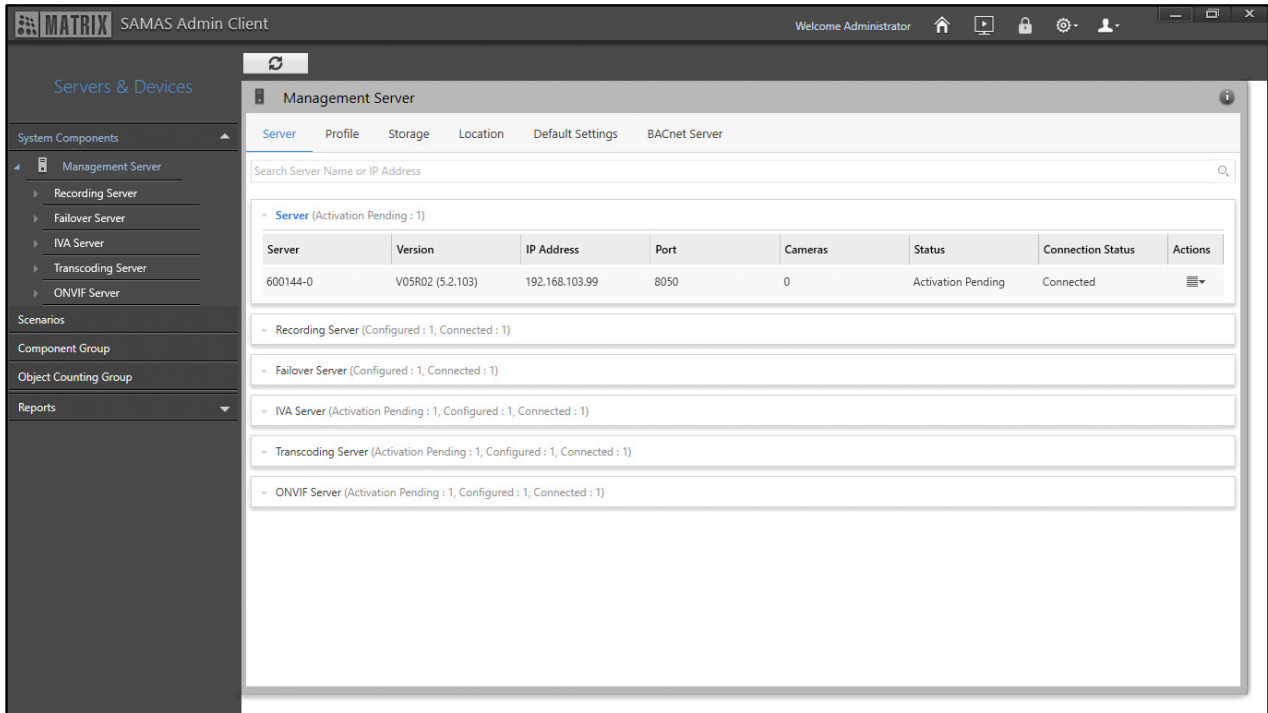 MATRIX SAMAS Admin Client
Welcome Administrator
Servers & Devices
System Components
Management Server
Recording Server
Failover Server
IVA Server
Transcoding Server
ONVIF Server
Scenarios
Component Group
Object Counting Group
Reports
Management Server
Server Profile Storage Location Default Settings BACnet Server
Search Server Name or IP Address
Server (Activation Pending : 1)
Server Version IP Address Port Cameras Status Connection Status Actions
600144-0 V05R02 (5.2.103) 192.168.103.99 8050 0 Activation Pending Connected
Recording Server (Configured : 1, Connected : 1)
Failover Server (Configured : 1, Connected : 1)
IVA Server (Activation Pending : 1, Configured : 1, Connected : 1)
Transcoding Server (Activation Pending : 1, Configured : 1, Connected : 1)
ONVIF Server (Activation Pending : 1, Configured : 1, Connected : 1)